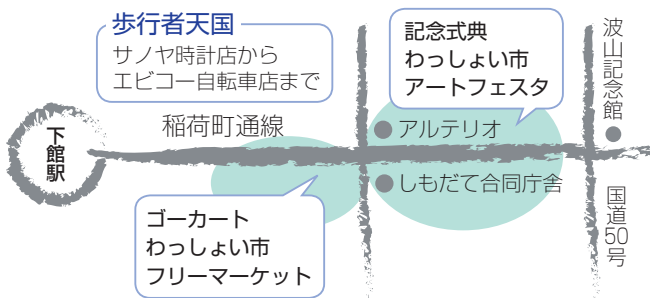 歩行者天国
サノヤ時計店から
エビコー自転車店まで
記念式典
わっしょい市
アートフェスタ
波山記念館
下館駅
稲荷町通線
アルテリオ
しもだて合同庁舎
国道50号
ゴーカート
わっしょい市
フリーマーケット